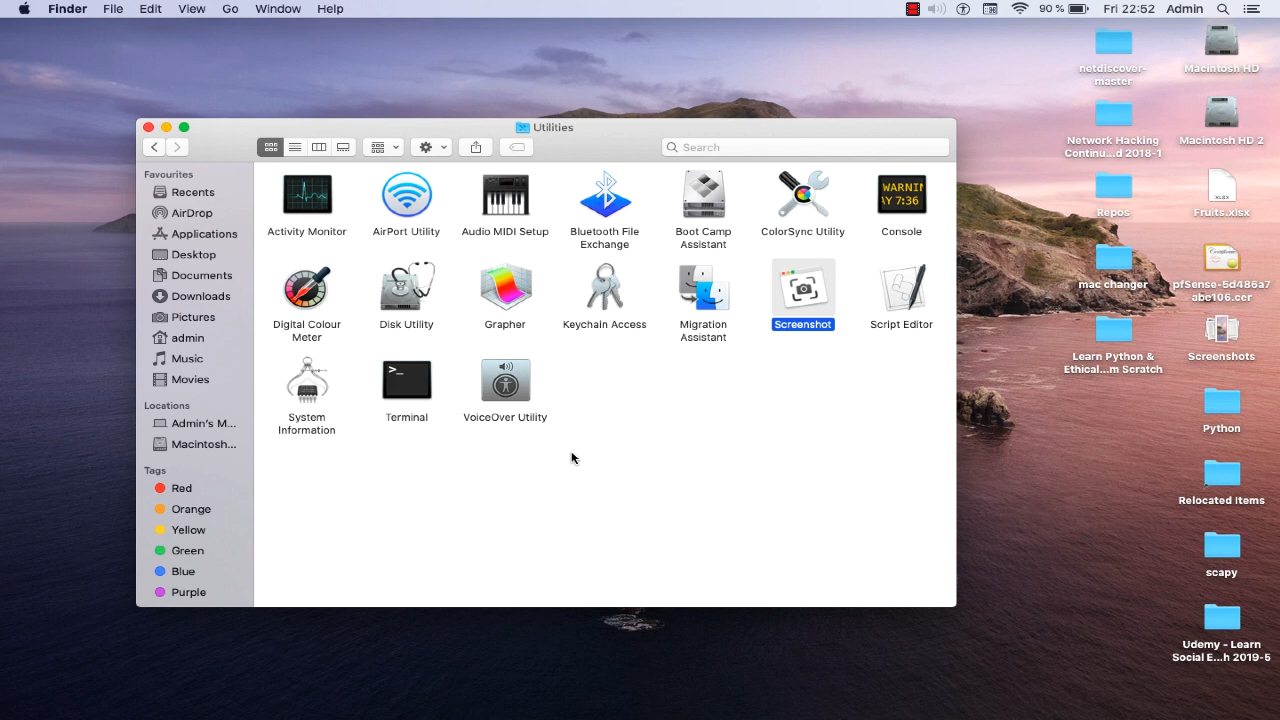 Finder File Edit View Go Window Help
90 % Fri 22:52 Admin
Utilities
Search
Favourites
Recents
AirDrop
Applications
Desktop
Documents
Downloads
Pictures
admin
Music
Movies
Locations
Admin's M...
Macintosh...
Tags
Red
Orange
Yellow
Green
Blue
Purple
Activity Monitor
AirPort Utility
Audio MIDI Setup
Bluetooth File
Exchange
Boot Camp
Assistant
ColorSync Utility
WARNIN
AY 7:36
Console
Digital Colour
Meter
Disk Utility
Grapher
Keychain Access
Migration
Assistant
Screenshot
Script Editor
System
Information
>_
Terminal
VoiceOver Utility
netdiscover-
master
Network Hacking
Continu...d 2018-1
Repos
mac changer
Learn Python &
Ethical...m Scratch
Macintosh HD
Macintosh HD 2
XLSX
Fruits.xlsx
pfSense-5d486a7
abe106.cer
Screenshots
Python
Relocated Items
scapy
Udemy - Learn
Social E...h 2019-5